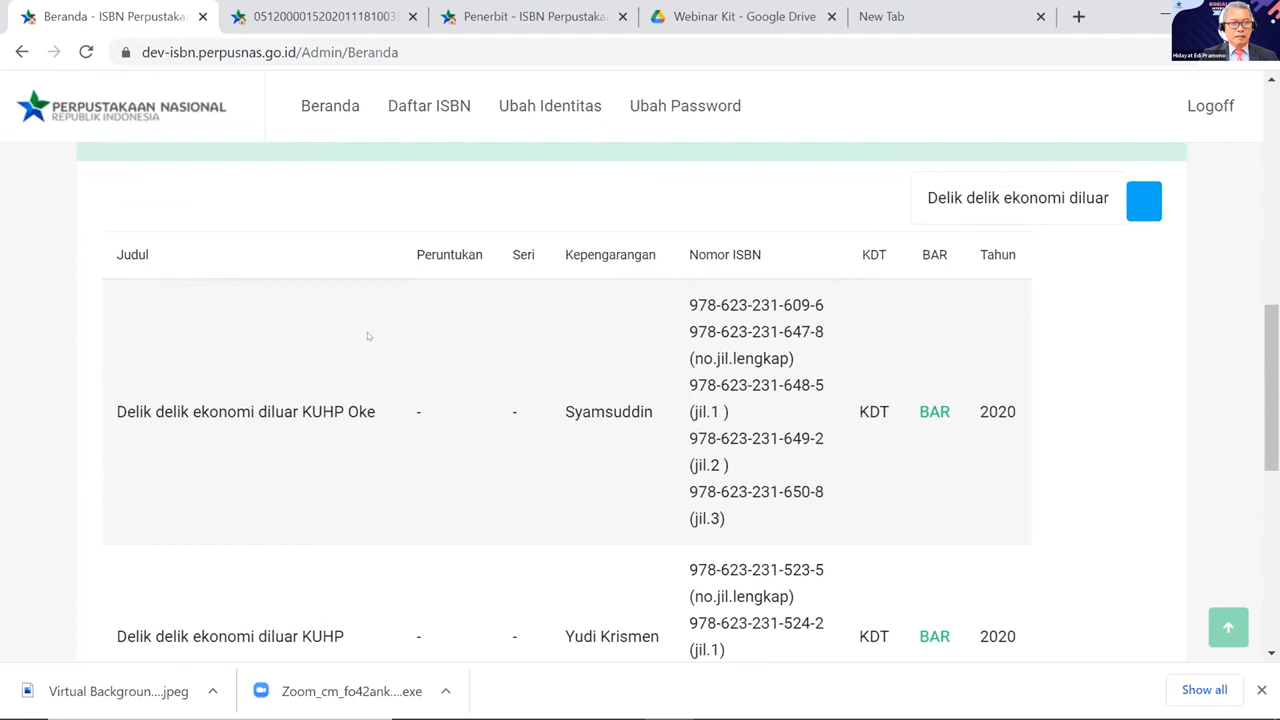 Beranda - ISBN Perpustaka
051200001520201181003
Penerbitan | Perpustaka
Webinar Kit - Google Drive
New Tab
dev-isbn.perpusnas.go.id/Admin/Beranda
Hidayat Edi Pramono
PERPUSTAKAAN NASIONAL
REPUBLIK INDONESIA
Beranda
Daftar ISBN
Ubah Identitas
Ubah Password
Logoff
Delik delik ekonomi diluar
Judul
Peruntukan
Seri
Kepengarangan
Nomor ISBN
KDT
BAR
Tahun
Delik delik ekonomi diluar KUHP Oke
-
-
Syamsuddin
978-623-231-609-6
978-623-231-647-8
(no.jil.lengkap)
978-623-231-648-5
(jil.1 )
978-623-231-649-2
(jil.2 )
978-623-231-650-8
(jil.3)
KDT
BAR
2020
Delik delik ekonomi diluar KUHP
-
-
Yudi Krismen
978-623-231-523-5
(no.jil.lengkap)
978-623-231-524-2
(jil.1)
KDT
BAR
2020
Virtual Backgroun....jpeg
Zoom_cm_fo42ank....exe
Show all